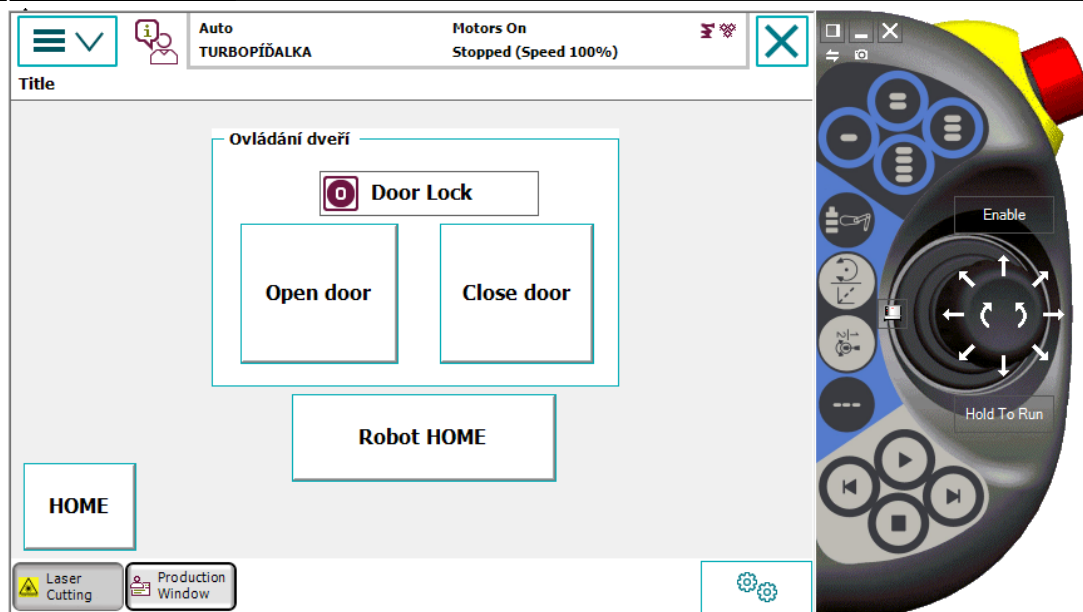 Auto
Motors On
TURBOPÍĎALKA
Stopped (Speed 100%)
Title
Ovládání dveří
0 Door Lock
Open door
Close door
Enable
Robot HOME
Hold To Run
HOME
Laser
Cutting
Production
Window